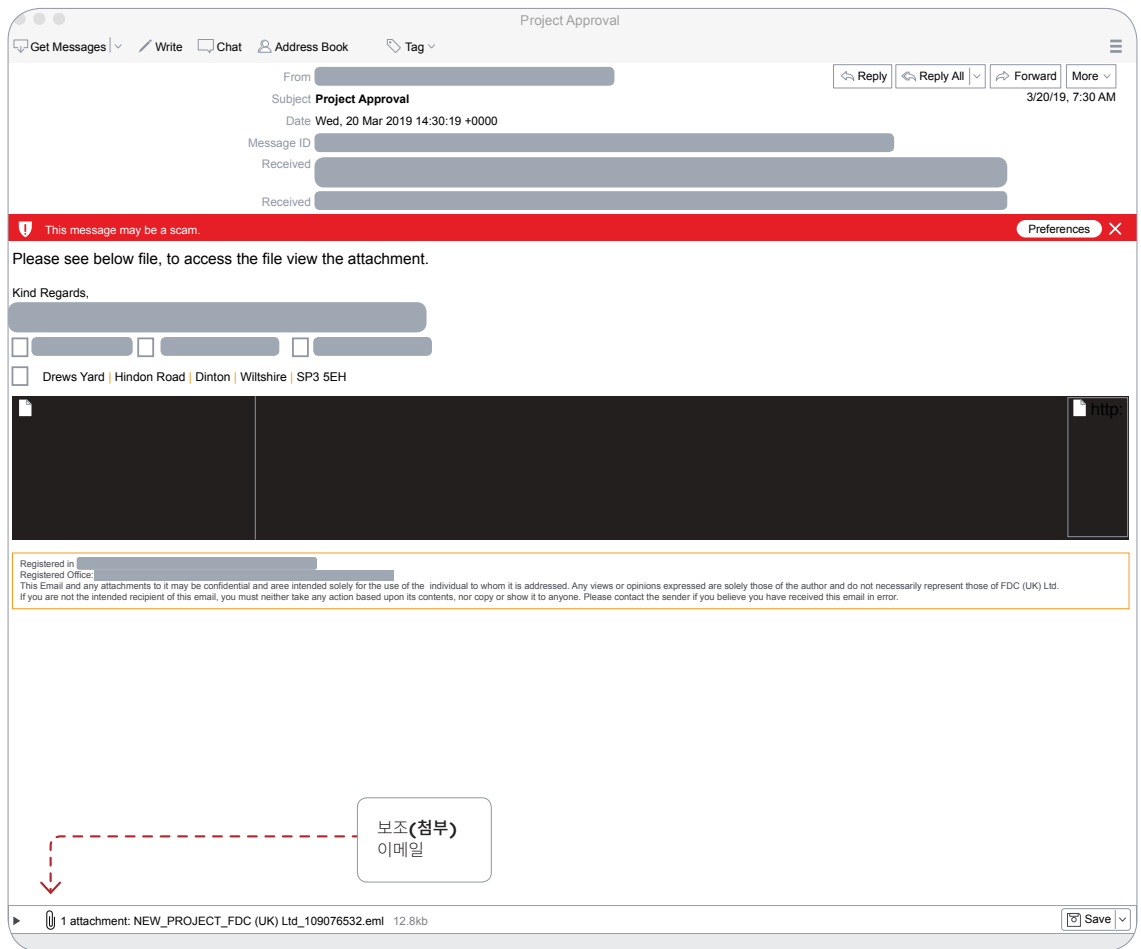 Project Approval
Get Messages Write Chat Address Book Tag
From Reply Reply All Forward More
Subject Project Approval 3/20/19, 7:30 AM
Date Wed, 20 Mar 2019 14:30:19 +0000
Message ID
Received
Received
This message may be a scam. Preferences
Please see below file, to access the file view the attachment.
Kind Regards,
Drews Yard | Hindon Road | Dinton | Wiltshire | SP3 5EH
http:
Registered in
Registered Office:
This Email and any attachments to it may be confidential and aree intended solely for the use of the individual to whom it is addressed. Any views or opinions expressed are solely those of the author and do not necessarily represent those of FDC (UK) Ltd.
If you are not the intended recipient of this email, you must neither take any action based upon its contents, nor copy or show it to anyone. Please contact the sender if you believe you have received this email in error.
보조(첨부)
이메일
1 attachment: NEW_PROJECT_FDC (UK) Ltd_109076532.eml 12.8kb Save